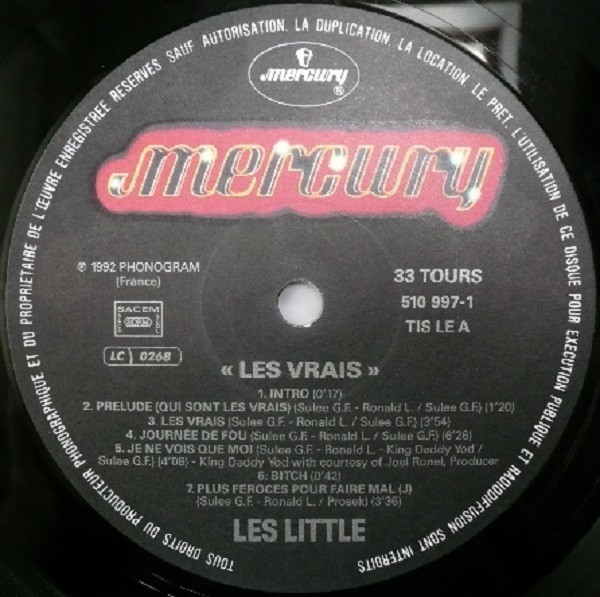 TOUS DROITS DU PRODUCTEUR PHONOGRAPHIQUE ET DU PROPRIETAIRE DE L'ŒUVRE ENREGISTREE RESERVES SAUF AUTORISATION. LA DUPLICATION, LA LOCATION, LE PRET, L'UTILISATION DE CE DISQUE POUR EXECUTION PUBLIQUE ET RADIODIFFUSION SONT INTERDITS
mercury
®
mercury
℗ 1992 PHONOGRAM
(France)
33 TOURS
510 997-1
TIS LE A
SACEM
LC 0268
« LES VRAIS »
1. INTRO (0'17)
2. PRELUDE (QUI SONT LES VRAIS) (Sulee G.F. - Ronald L. / Sulee G.F.) (1'20)
3. LES VRAIS (Sulee G.F. - Ronald L. / Sulee G.F.) (3'54)
4. JOURNÉE DE FOU (Sulee G.F. - Ronald L. / Sulee G.F.) (6'26)
5. JE NE VOIS QUE MOI (Sulee G.F. - Ronald L. - King Daddy Yod /
Sulee G.F.) (4'08) - King Daddy Yod with courtesy of Joel Ronel, Producer
6. BITCH (0'42)
7. PLUS FEROCES POUR FAIRE MAL (J)
(Sulee G.F. - Ronald L. / Prosek) (3'36)
LES LITTLE